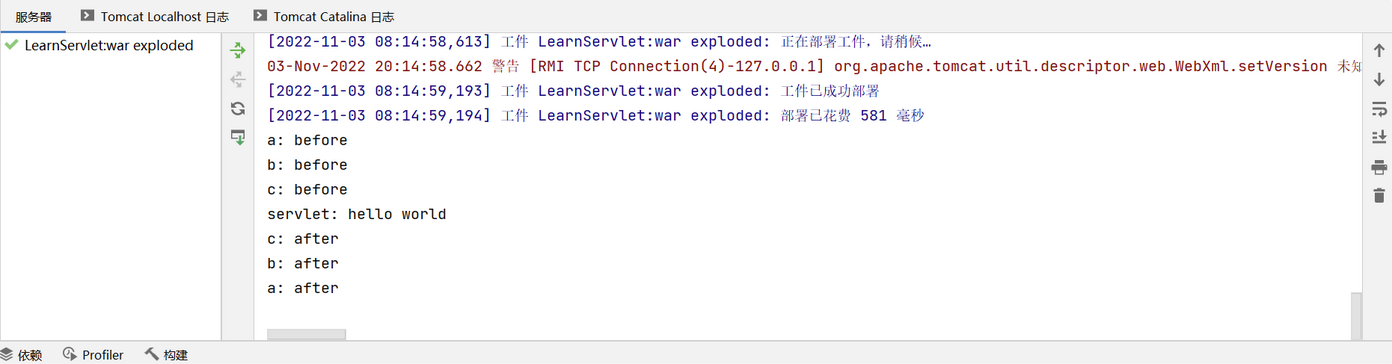 服务器 Tomcat Localhost 日志 Tomcat Catalina 日志
LearnServlet:war exploded
[2022-11-03 08:14:58,613] 工件 LearnServlet:war exploded: 正在部署工件，请稍候…
03-Nov-2022 20:14:58.662 警告 [RMI TCP Connection(4)-127.0.0.1] org.apache.tomcat.util.descriptor.web.WebXml.setVersion 未知
[2022-11-03 08:14:59,193] 工件 LearnServlet:war exploded: 工件已成功部署
[2022-11-03 08:14:59,194] 工件 LearnServlet:war exploded: 部署已花费 581 毫秒
a: before
b: before
c: before
servlet: hello world
c: after
b: after
a: after
依赖 Profiler 构建